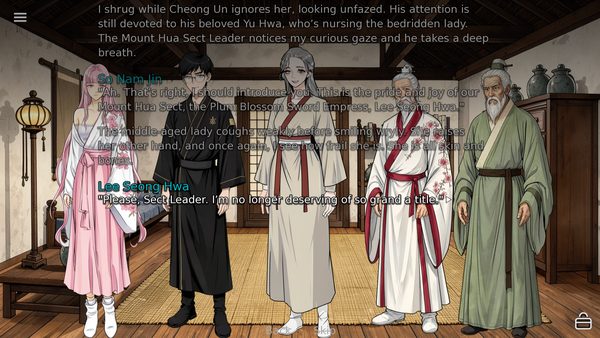 I shrug while Cheong Un ignores her, looking unfazed. His attention is
still devoted to his beloved Yu Hwa, who's nursing the bedridden lady.
The Mount Hua Sect Leader notices my curious gaze and he takes a deep
breath.
So Nam Jin
"Ah. That's right, I should introduce you. This is the pride and joy of our
Mount Hua Sect, the Plum Blossom Sword Empress, Lee Seong Hwa."
The middle-aged lady coughs weakly before smiling wryly. She raises
her other hand, and once again, I see how frail she is. She is all skin and
bones.
Lee Seong Hwa
"Please, Sect Leader. I'm no longer deserving of so grand a title."